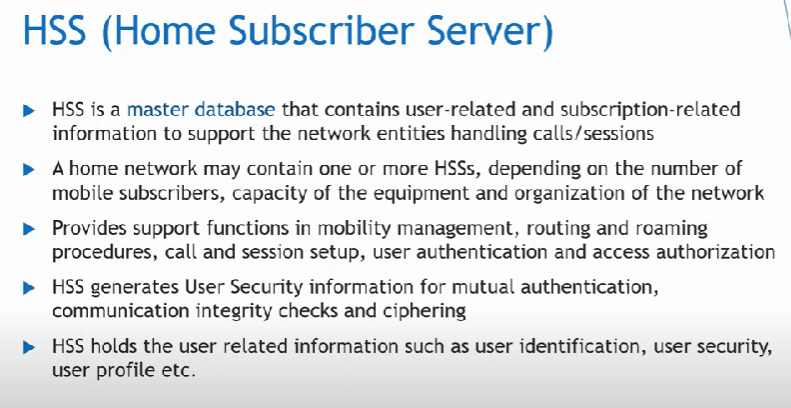 HSS (Home Subscriber Server)
HSS is a master database that contains user-related and subscription-related
information to support the network entities handling calls/sessions
A home network may contain one or more HSSs, depending on the number of
mobile subscribers, capacity of the equipment and organization of the network
Provides support functions in mobility management, routing and roaming
procedures, call and session setup, user authentication and access authorization
HSS generates User Security information for mutual authentication,
communication integrity checks and ciphering
HSS holds the user related information such as user identification, user security,
user profile etc.